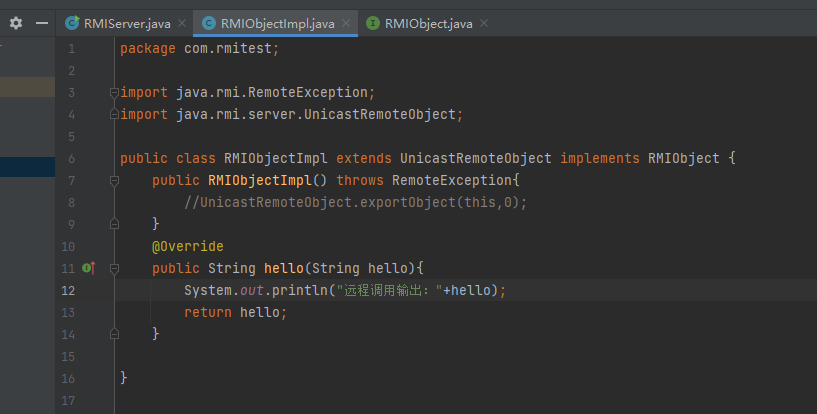 RMIServer.java RMIObjectImpl.java RMIObject.java
1 package com.rmitest;
2
3 import java.rmi.RemoteException;
4 import java.rmi.server.UnicastRemoteObject;
5
6 public class RMIObjectImpl extends UnicastRemoteObject implements RMIObject {
7 public RMIObjectImpl() throws RemoteException{
8 //UnicastRemoteObject.exportObject(this,0);
9 }
10 @Override
11 public String hello(String hello){
12 System.out.println("远程调用输出："+hello);
13 return hello;
14 }
15
16 }
17